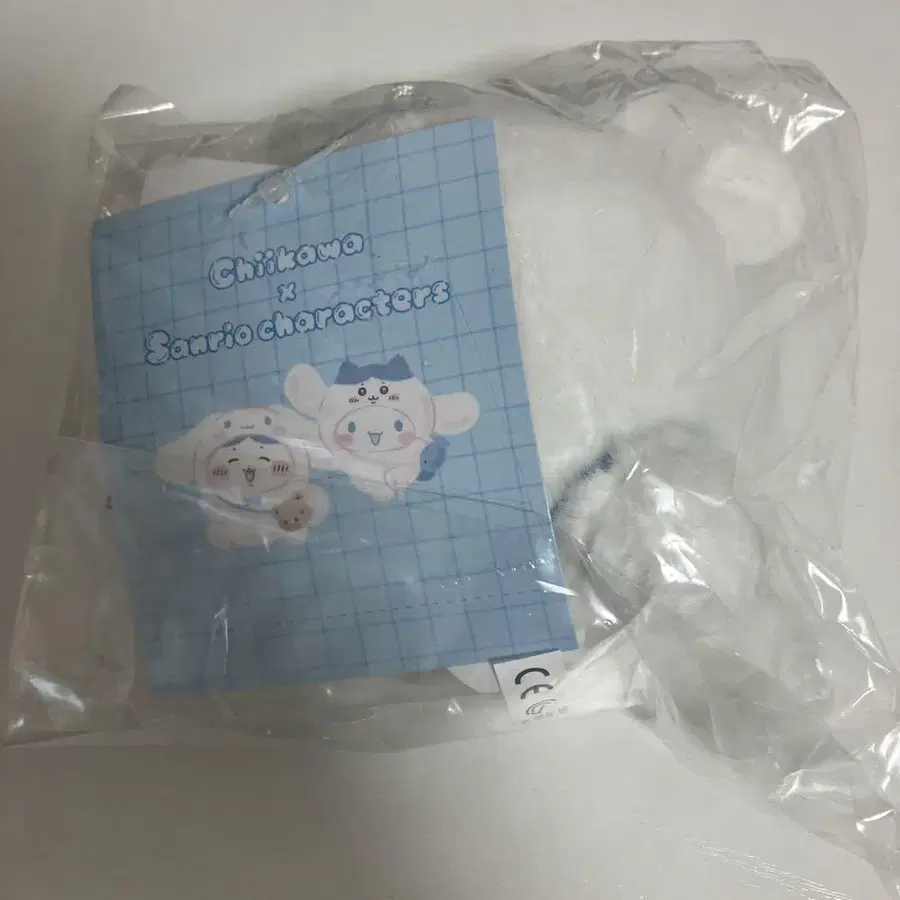 Chiikawa
x
Sanrio characters
CE